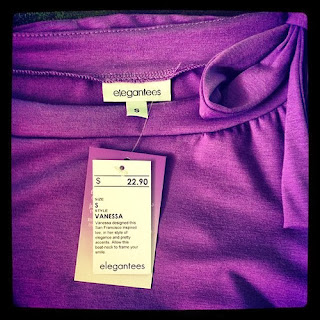 elegantees
S
S 22.90
SIZE
S
STYLE
VANESSA
Vanessa designed this
San Francisco inspired
tee, in her style of
elegance and pretty
accents. Allow this
boat-neck to frame your
smile.
elegantees